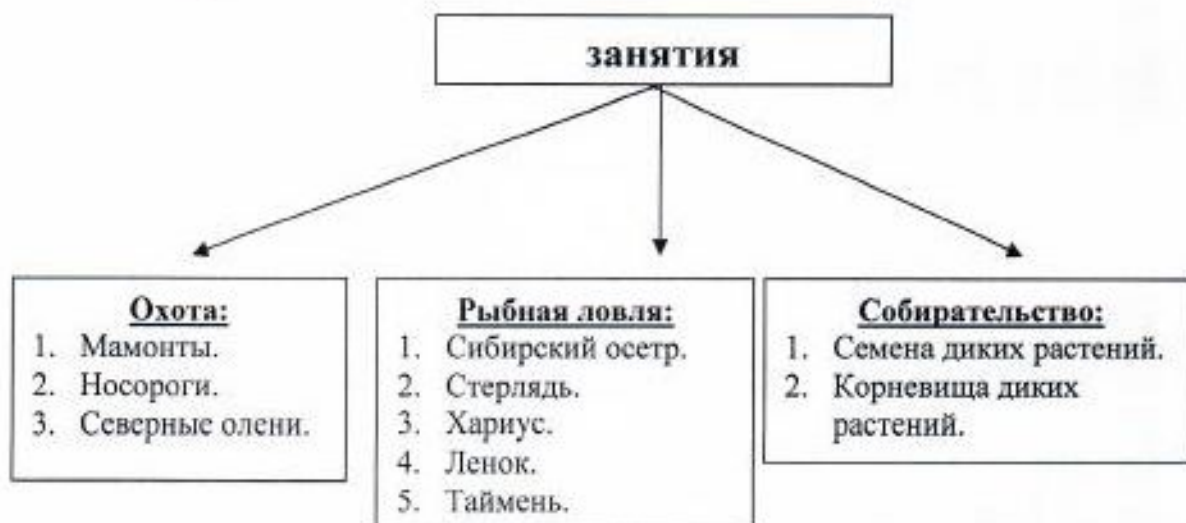 занятия
Охота:
1. Мамонты.
2. Носороги.
3. Северные олени.
Рыбная ловля:
1. Сибирский осетр.
2. Стерлядь.
3. Хариус.
4. Ленок.
5. Таймень.
Собирательство:
1. Семена диких растений.
2. Корневища диких
растений.